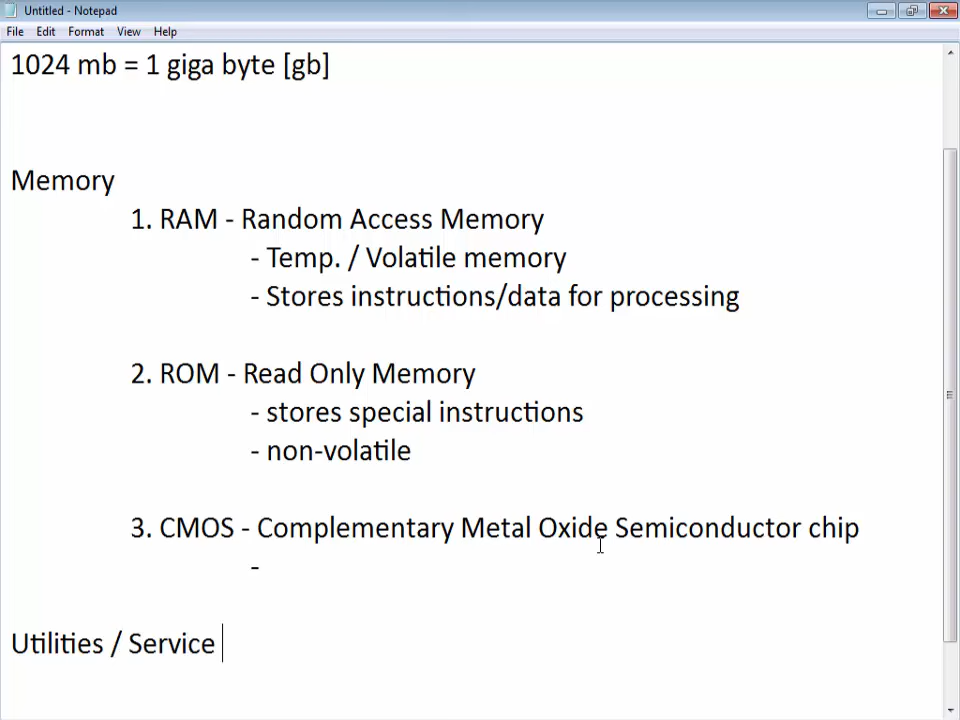 Untitled - Notepad
File Edit Format View Help
1024 mb = 1 giga byte [gb]
Memory
1. RAM - Random Access Memory
- Temp. / Volatile memory
- Stores instructions/data for processing
2. ROM - Read Only Memory
- stores special instructions
- non-volatile
3. CMOS - Complementary Metal Oxide Semiconductor chip
-
Utilities / Service